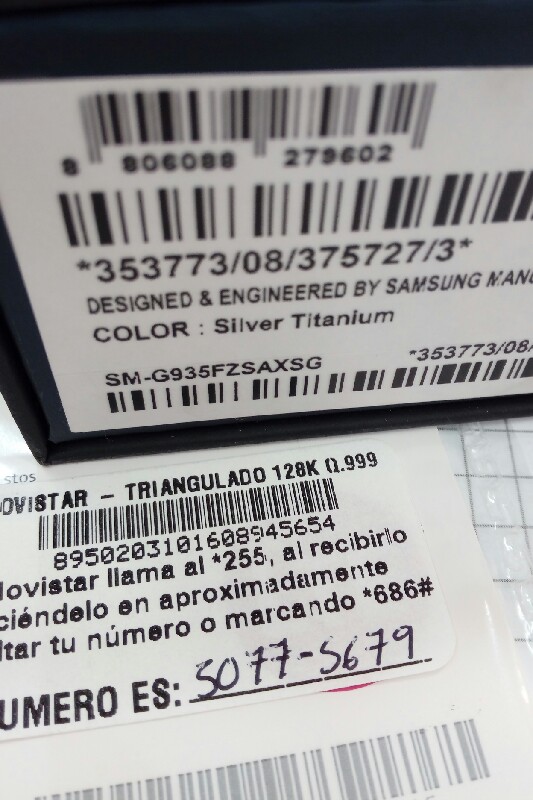 8 806088 279602
*353773/08/375727/3*
DESIGNED & ENGINEERED BY SAMSUNG
COLOR : Silver Titanium
*353773/08/
SM-G935FZSAXSG
stos
OVISTAR - TRIANGULADO 128K Ω.999
8950203101608945654
Movistar llama al *255, al recibirlo
ciéndelo en aproximadamente
ltar tu número o marcando *686#
UMERO ES: 5077-5679